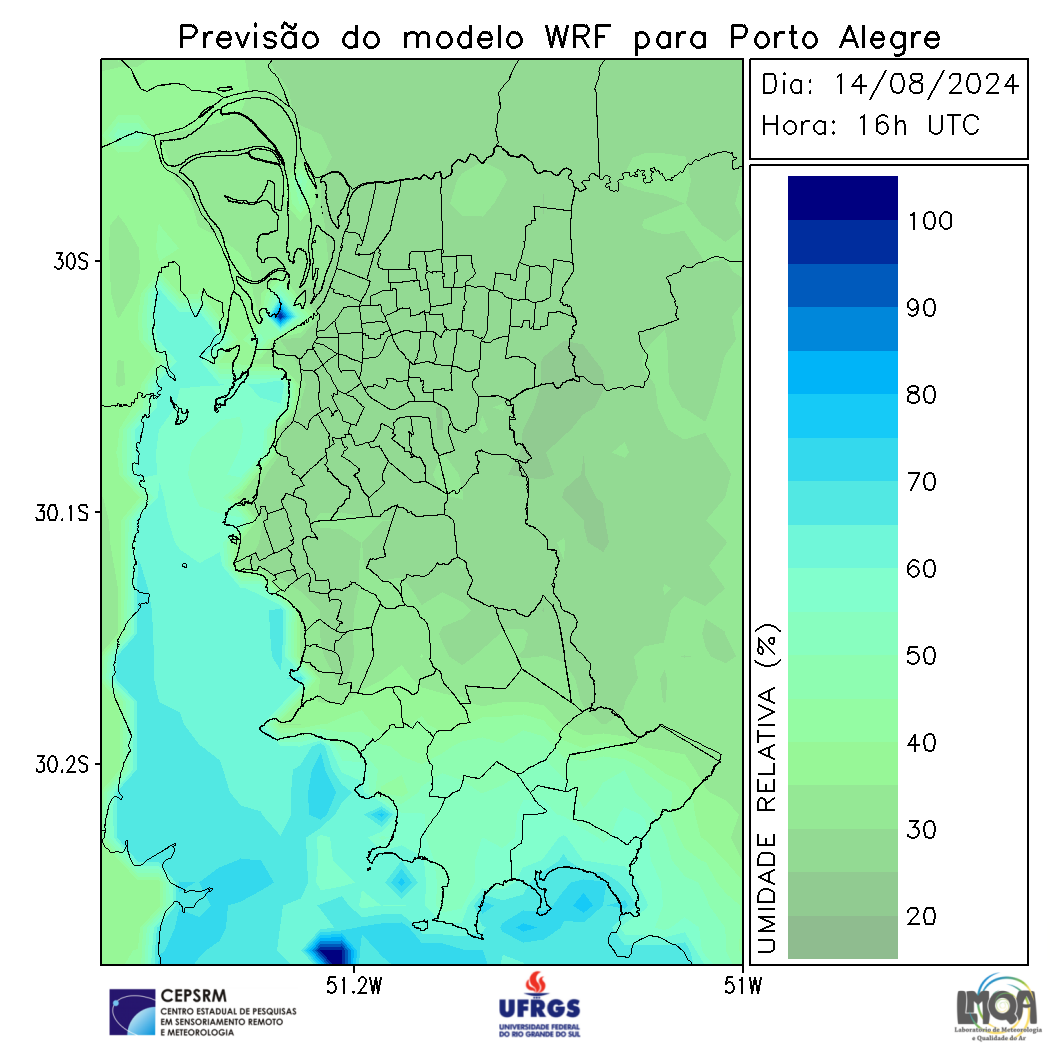 Previsão do modelo WRF para Porto Alegre
Dia: 14/08/2024
Hora: 16h UTC
30S
30.1S
30.2S
51.2W
51W
100
90
80
70
60
50
40
30
20
UMIDADE RELATIVA (%)
CEPSRM
CENTRO ESTADUAL DE PESQUISAS
EM SENSORIAMENTO REMOTO
E METEOROLOGIA
UFRGS
UNIVERSIDADE FEDERAL
DO RIO GRANDE DO SUL
LMQA
Laboratório de Meteorologia
e Qualidade do Ar